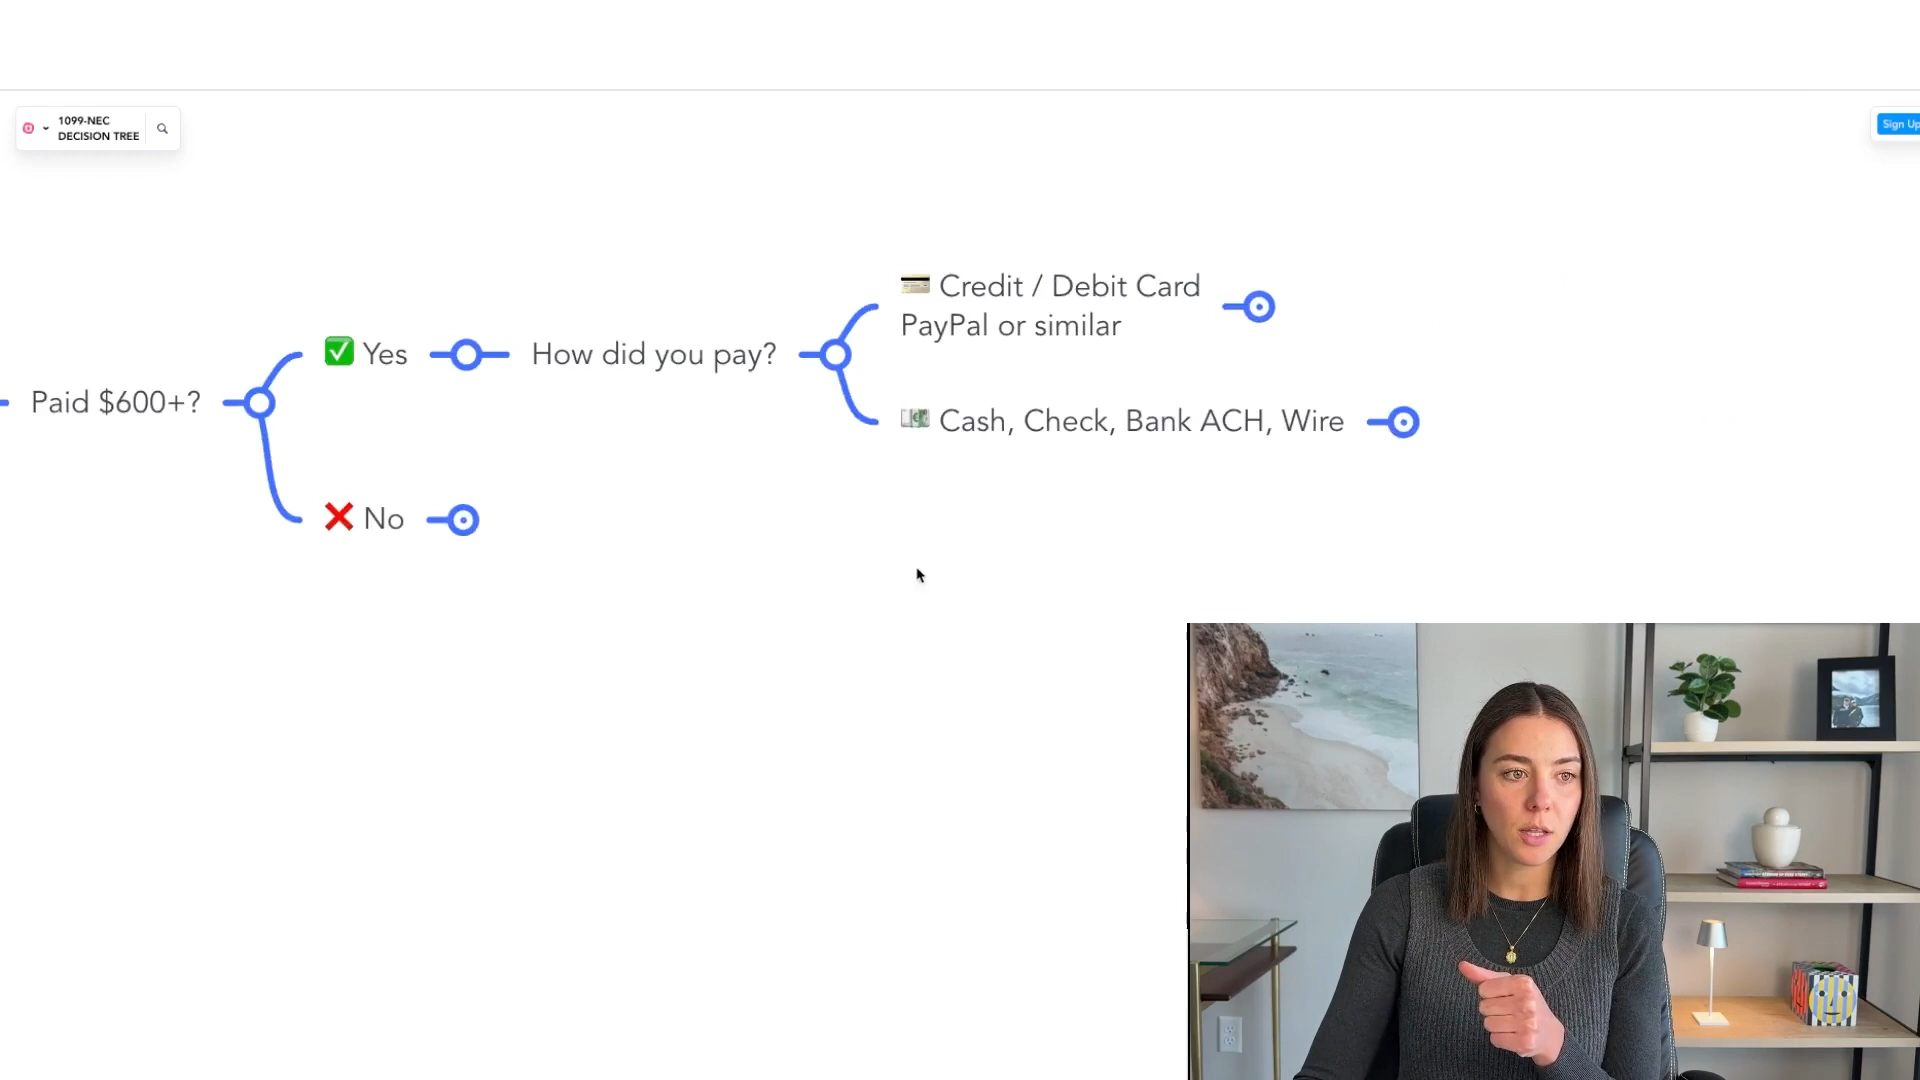 1099-NEC
DECISION TREE
Sign Up
Credit / Debit Card
PayPal or similar
Yes
How did you pay?
Paid $600+?
Cash, Check, Bank ACH, Wire
No